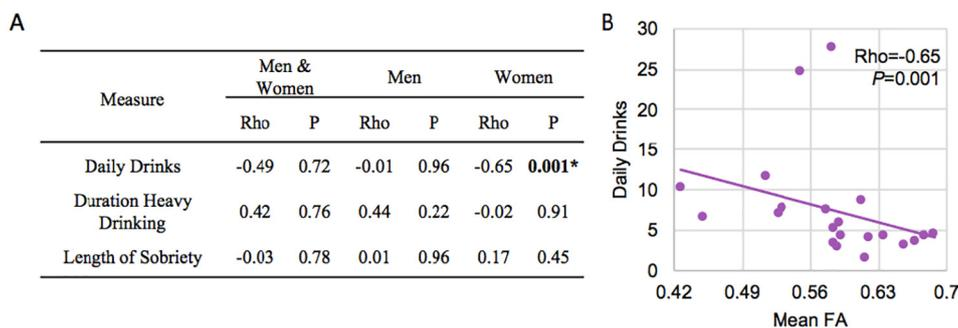 A
Measure
Men &
Women
Men
Women
Rho P Rho P Rho P
Daily Drinks -0.49 0.72 -0.01 0.96 -0.65 0.001*
Duration Heavy
Drinking
0.42 0.76 0.44 0.22 -0.02 0.91
Length of Sobriety -0.03 0.78 0.01 0.96 0.17 0.45
B
Daily Drinks
30
25
20
15
10
5
0
Rho=-0.65
P=0.001
0.42 0.49 0.56 0.63 0.7
Mean FA